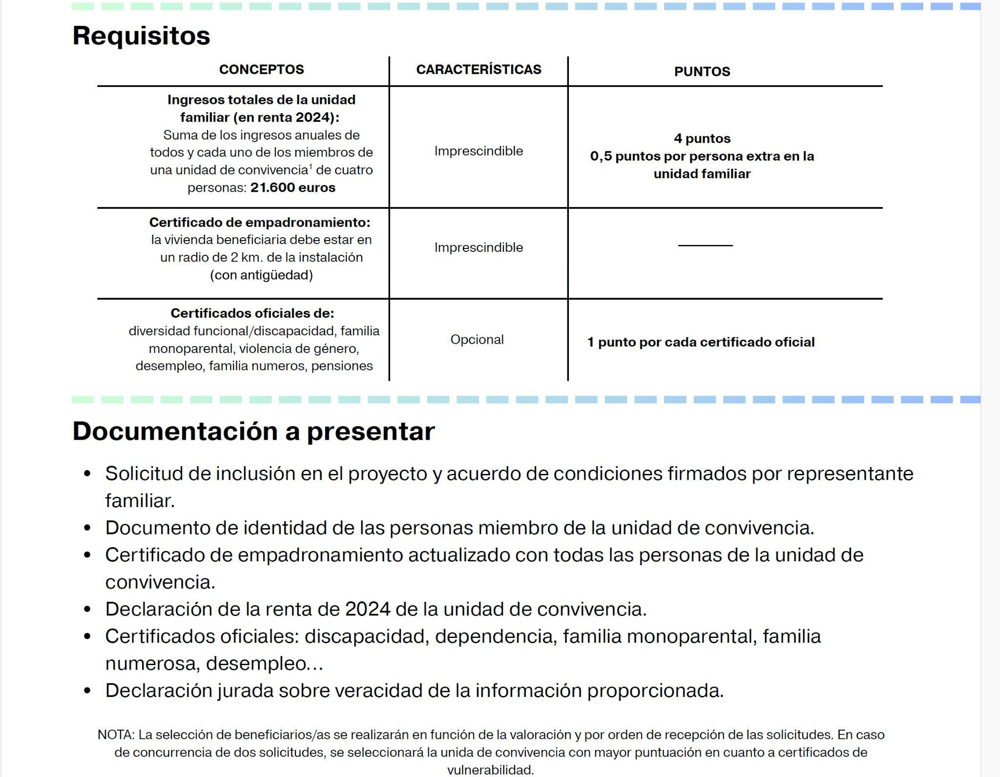 Requisitos
CONCEPTOS
CARACTERÍSTICAS
PUNTOS
Ingresos totales de la unidad
familiar (en renta 2024):
Suma de los ingresos anuales de
todos y cada uno de los miembros de
una unidad de convivencia¹ de cuatro
personas: 21.600 euros
Imprescindible
4 puntos
0,5 puntos por persona extra en la
unidad familiar
Certificado de empadronamiento:
la vivienda beneficiaria debe estar en
un radio de 2 km. de la instalación
(con antigüedad)
Imprescindible
Certificados oficiales de:
diversidad funcional/discapacidad, familia
monoparental, violencia de género,
desempleo, familia numeros, pensiones
Opcional
1 punto por cada certificado oficial
Documentación a presentar
• Solicitud de inclusión en el proyecto y acuerdo de condiciones firmados por representante
familiar.
• Documento de identidad de las personas miembro de la unidad de convivencia.
• Certificado de empadronamiento actualizado con todas las personas de la unidad de
convivencia.
• Declaración de la renta de 2024 de la unidad de convivencia.
• Certificados oficiales: discapacidad, dependencia, familia monoparental, familia
numerosa, desempleo...
• Declaración jurada sobre veracidad de la información proporcionada.
NOTA: La selección de beneficiarios/as se realizarán en función de la valoración y por orden de recepción de las solicitudes. En caso
de concurrencia de dos solicitudes, se seleccionará la unida de convivencia con mayor puntuación en cuanto a certificados de
vulnerabilidad.